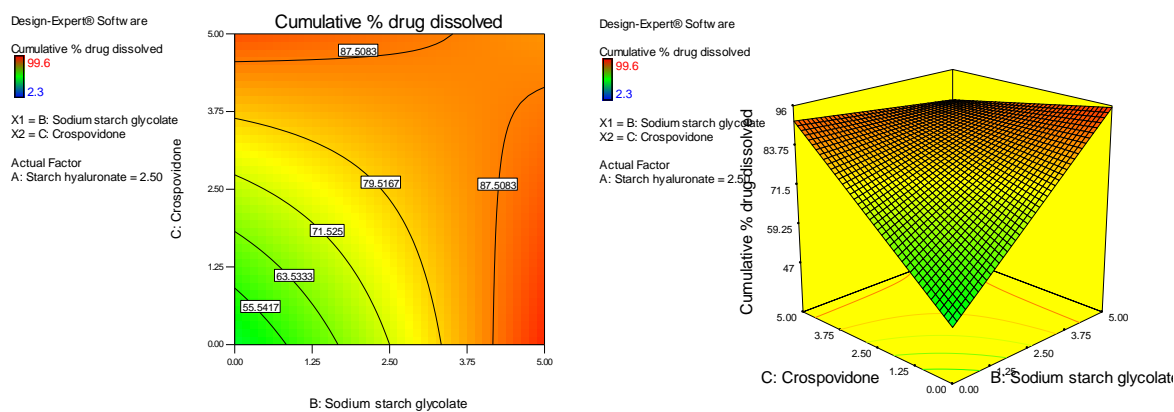 Design-Expert® Software
Cumulative % drug dissolved
99.6
2.3
X1 = B: Sodium starch glycolate
X2 = C: Crospovidone
Actual Factor
A: Starch hyaluronate = 2.50
Cumulative % drug dissolved
C: Crospovidone
5.00
3.75
2.50
1.25
0.00
87.5083
79.5167
87.5083
71.525
63.5333
55.5417
0.00
1.25
2.50
3.75
5.00
B: Sodium starch glycolate
Design-Expert® Software
Cumulative % drug dissolved
99.6
2.3
X1 = B: Sodium starch glycolate
X2 = C: Crospovidone
Actual Factor
A: Starch hyaluronate = 2.50
Cumulative % drug dissolved
96
83.75
71.5
59.25
47
5.00
3.75
2.50
1.25
0.00
0.00
1.25
2.50
3.75
5.00
C: Crospovidone
B: Sodium starch glycolate